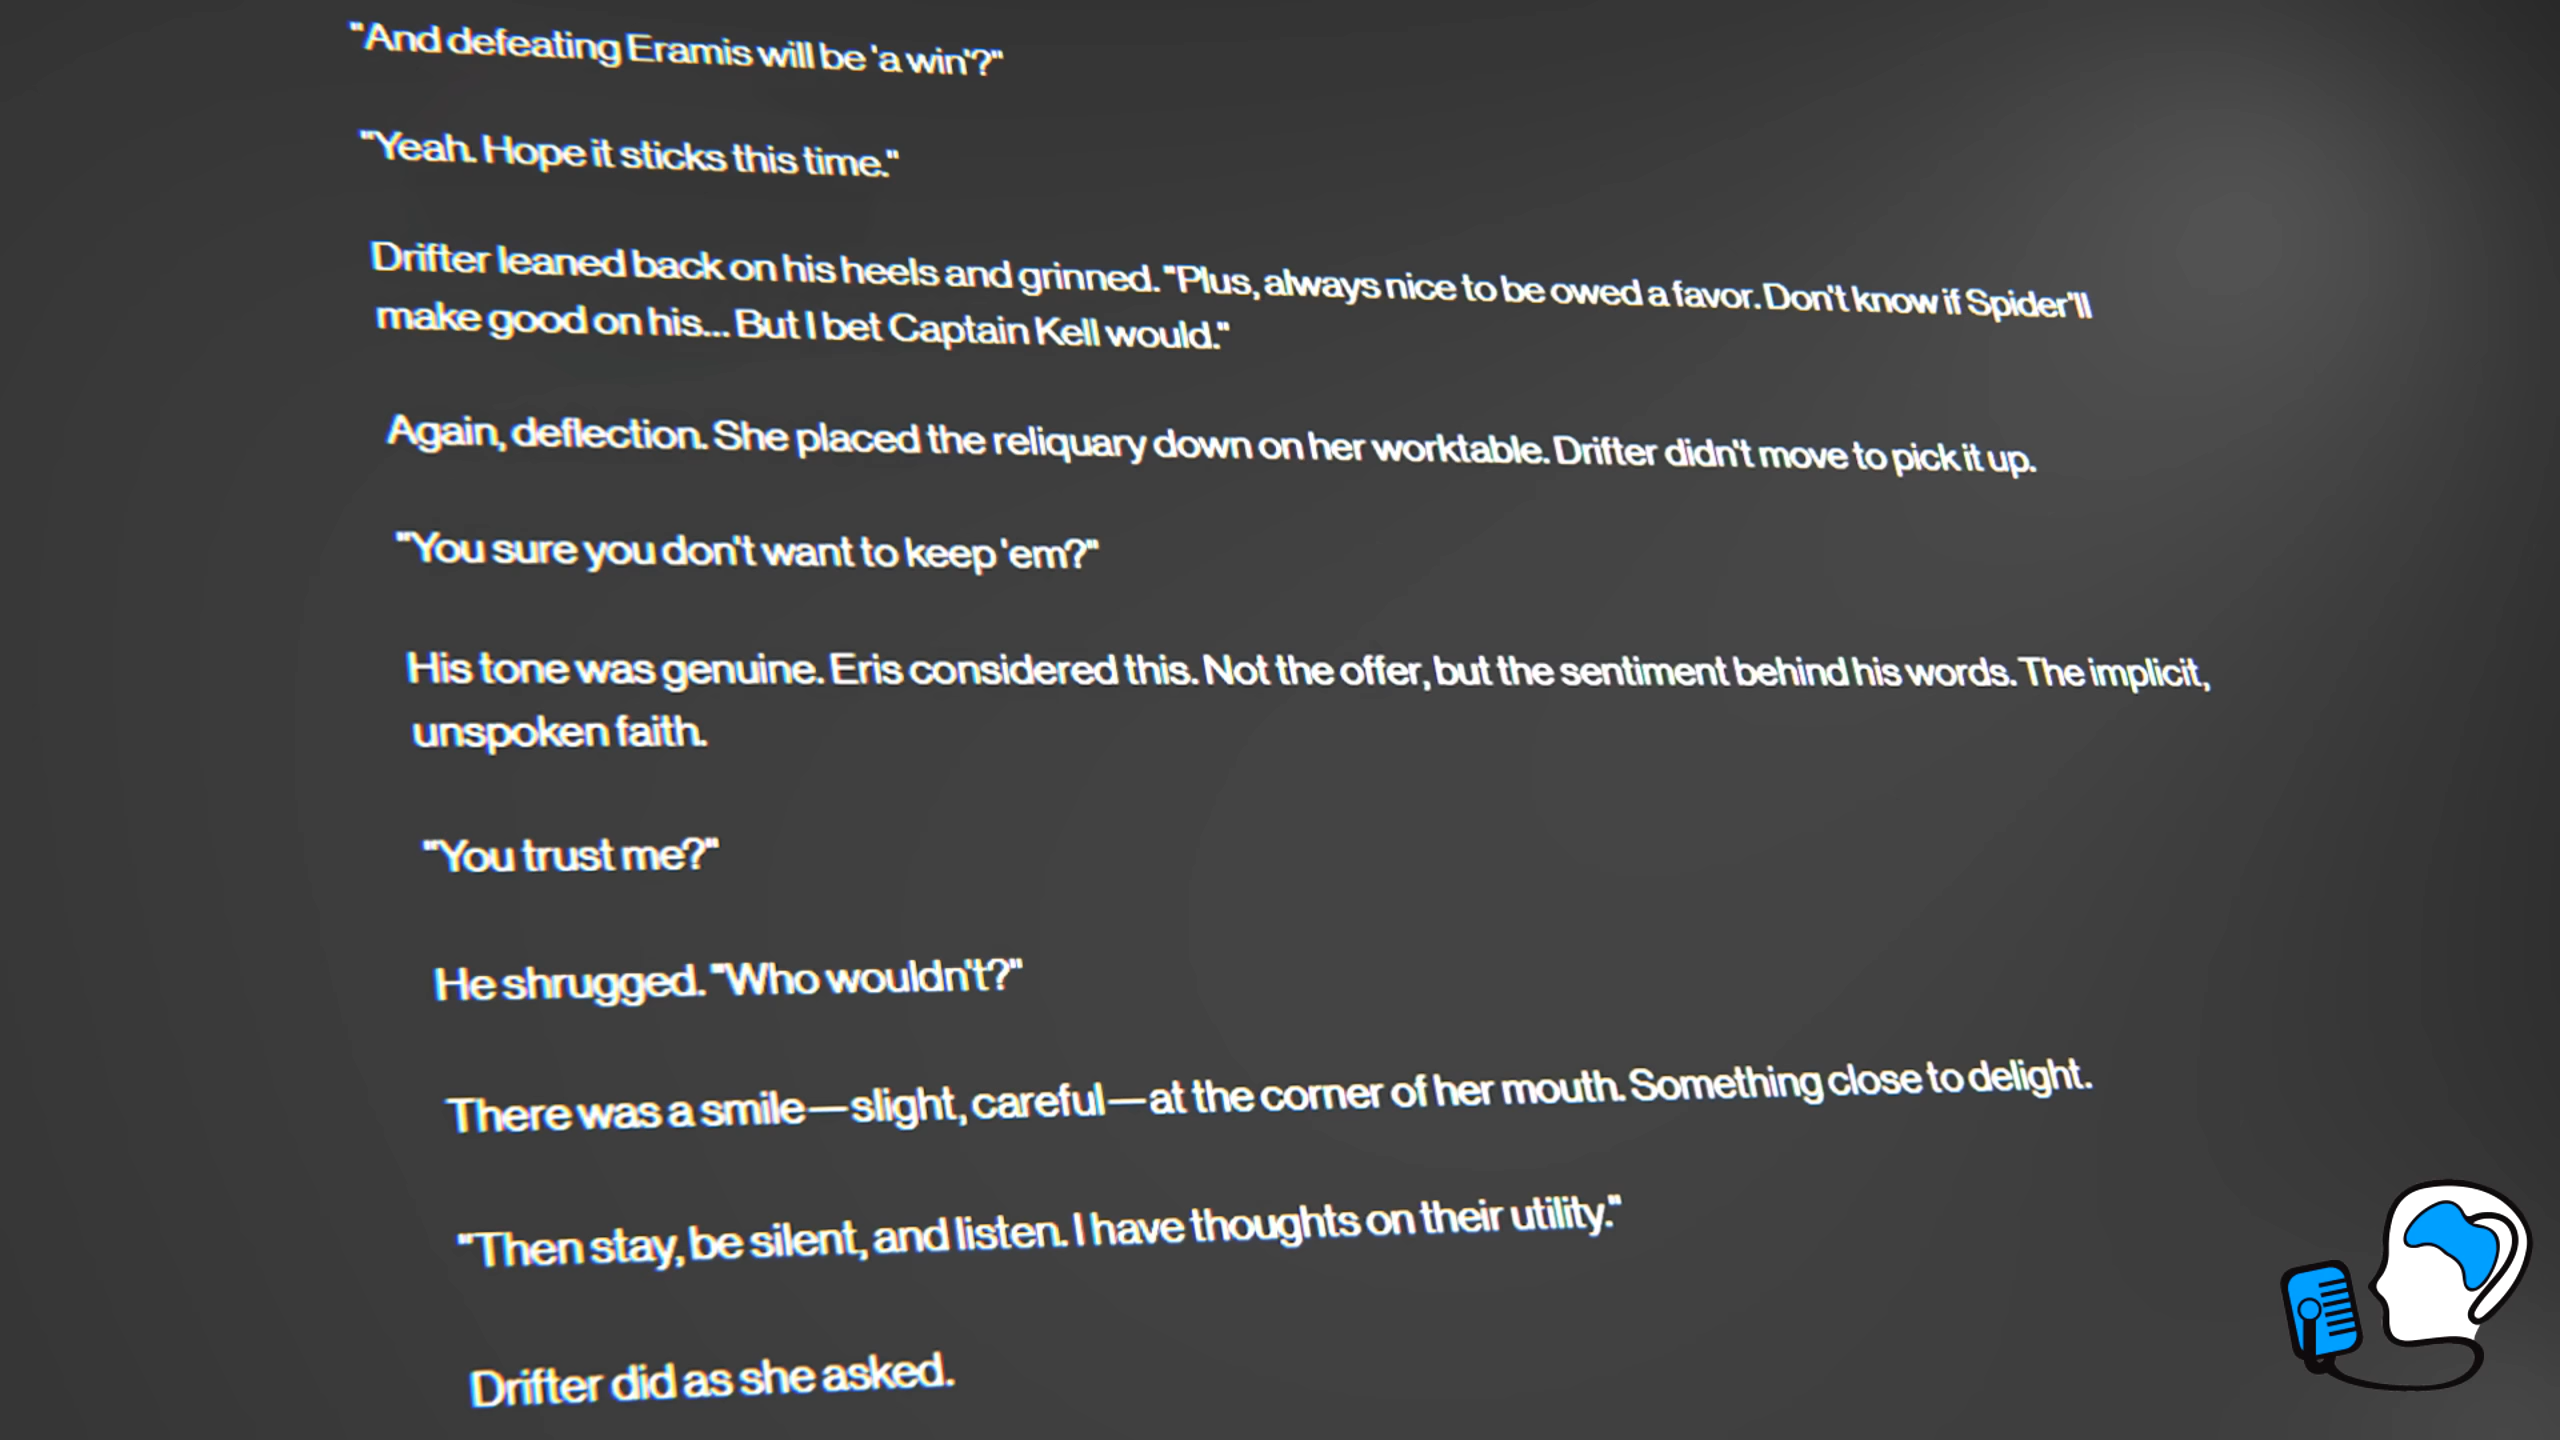 "And defeating Eramis will be 'a win'?"
"Yeah. Hope it sticks this time."
Drifter leaned back on his heels and grinned. "Plus, always nice to be owed a favor. Don't know if Spider'll
make good on his... But I bet Captain Kell would."
Again, deflection. She placed the reliquary down on her worktable. Drifter didn't move to pick it up.
"You sure you don't want to keep 'em?"
His tone was genuine. Eris considered this. Not the offer, but the sentiment behind his words. The implicit,
unspoken faith.
"You trust me?"
He shrugged. "Who wouldn't?"
There was a smile—slight, careful—at the corner of her mouth. Something close to delight.
"Then stay, be silent, and listen. I have thoughts on their utility."
Drifter did as she asked.